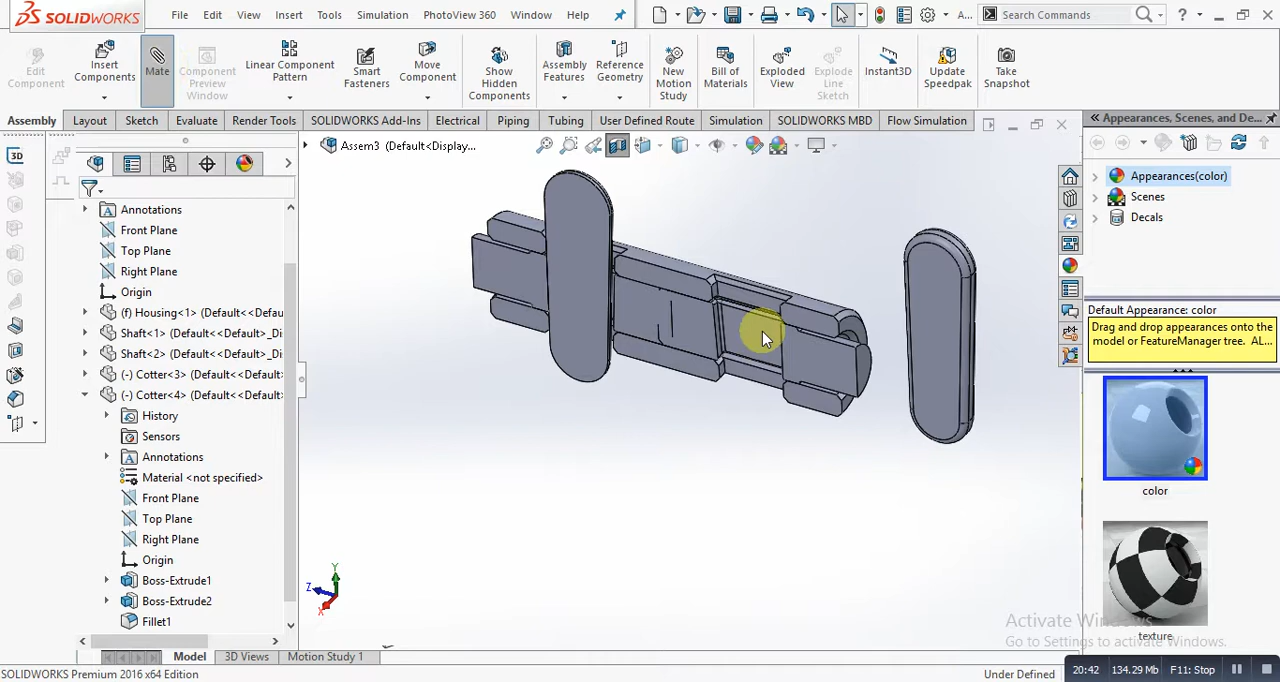 DS SOLIDWORKS File Edit View Insert Tools Simulation PhotoView 360 Window Help A... Search Commands ?
Edit Component
Insert Components
Mate
Component Preview Window
Linear Component Pattern
Smart Fasteners
Move Component
Show Hidden Components
Assembly Features
Reference Geometry
New Motion Study
Bill of Materials
Exploded View
Explode Line Sketch
Instant3D
Update Speedpak
Take Snapshot
Assembly Layout Sketch Evaluate Render Tools SOLIDWORKS Add-Ins Electrical Piping Tubing User Defined Route Simulation SOLIDWORKS MBD Flow Simulation
Appearances, Scenes, and De...
Assem3 (Default<Display...
3D
Annotations
Front Plane
Top Plane
Right Plane
Origin
(f) Housing<1> (Default<<Default>
Shaft<1> (Default<<Default>_Di
Shaft<2> (Default<<Default>_Di
(-) Cotter<3> (Default<<Default:
(-) Cotter<4> (Default<<Default:
History
Sensors
Annotations
Material <not specified>
Front Plane
Top Plane
Right Plane
Origin
Boss-Extrude1
Boss-Extrude2
Fillet1
Y
Z
X
Appearances(color)
Scenes
Decals
Default Appearance: color
Drag and drop appearances onto the
model or FeatureManager tree. AL...
color
texture
Activate Windows
Go to Settings to activate Windows.
Model 3D Views Motion Study 1
SOLIDWORKS Premium 2016 x64 Edition
Under Defined
20:42 134.29 Mb F11: Stop